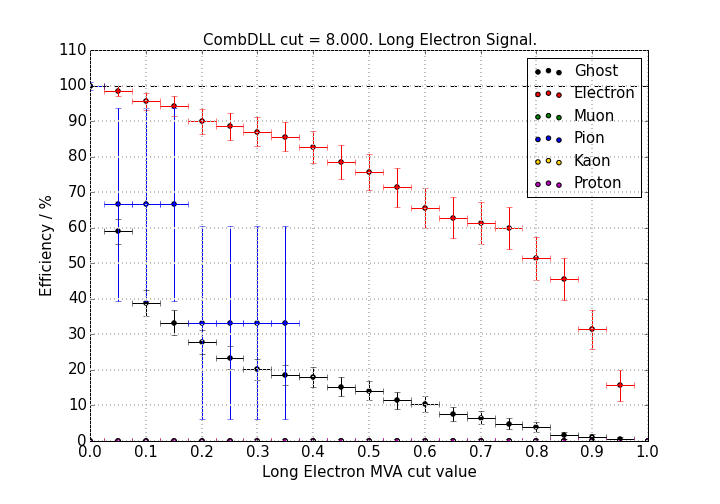 CombDLL cut = 8.000. Long Electron Signal.
110
100
90
80
70
60
50
40
30
20
10
0
Efficiency / %
Ghost
Electron
Muon
Pion
Kaon
Proton
0.0 0.1 0.2 0.3 0.4 0.5 0.6 0.7 0.8 0.9 1.0
Long Electron MVA cut value